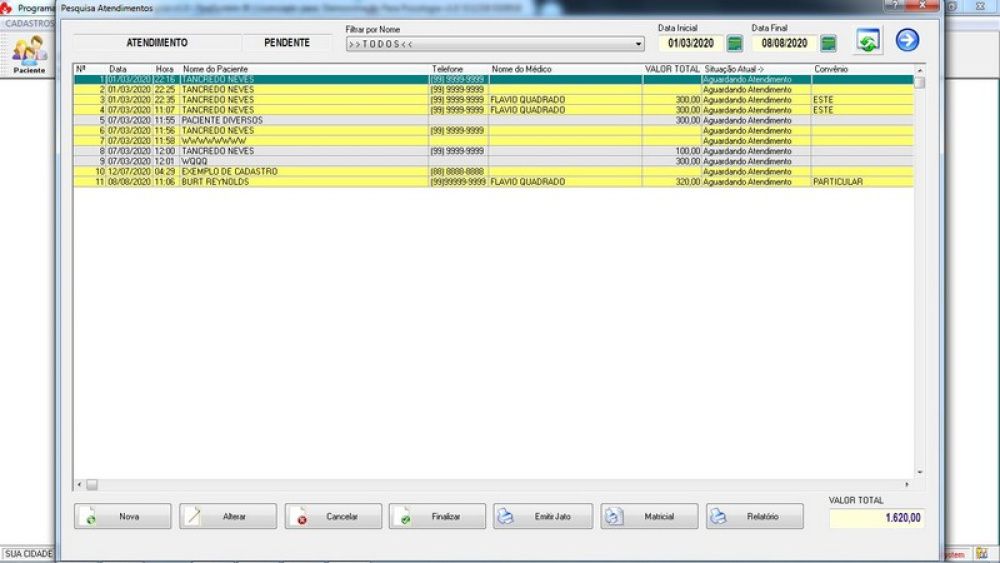 Programa
Pesquisa Atendimentos
CADASTROS
Paciente
ATENDIMENTO PENDENTE
Filtrar por Nome
>>TODOS<<
Data Inicial Data Final
01/03/2020 08/08/2020
Nº Data Hora Nome do Paciente Telefone Nome do Médico VALOR TOTAL Situação Atual-> Convênio
1 01/03/2020 22:16 TANCREDO NEVES (99) 9999-9999 Aguardando Atendimento
2 01/03/2020 22:25 TANCREDO NEVES (99) 9999-9999 Aguardando Atendimento
3 01/03/2020 22:35 TANCREDO NEVES (99) 9999-9999 FLAVIO QUADRADO 300,00 Aguardando Atendimento ESTE
4 07/03/2020 11:07 TANCREDO NEVES (99) 9999-9999 FLAVIO QUADRADO 300,00 Aguardando Atendimento ESTE
5 07/03/2020 11:55 PACIENTE DIVERSOS 300,00 Aguardando Atendimento
6 07/03/2020 11:56 TANCREDO NEVES (99) 9999-9999 Aguardando Atendimento
7 07/03/2020 11:58 WWWWWWWW Aguardando Atendimento
8 07/03/2020 12:00 TANCREDO NEVES (99) 9999-9999 100,00 Aguardando Atendimento
9 07/03/2020 12:01 WQQQ 300,00 Aguardando Atendimento
10 12/07/2020 04:29 EXEMPLO DE CADASTRO (88) 8888-8888 Aguardando Atendimento
11 08/08/2020 11:06 BURT REYNOLDS (99)99999-9999 FLAVIO QUADRADO 320,00 Aguardando Atendimento PARTICULAR
Nova Alterar Cancelar Finalizar Emitir Jato Matricial Relatório
VALOR TOTAL
1.620,00
SUA CIDADE